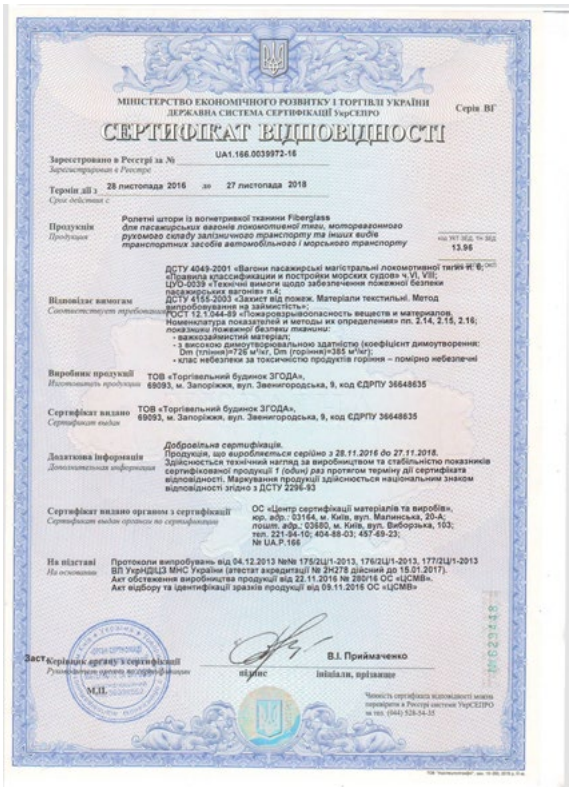 МІНІСТЕРСТВО ЕКОНОМІЧНОГО РОЗВИТКУ І ТОРГІВЛІ УКРАЇНИ
ДЕРЖАВНА СИСТЕМА СЕРТИФІКАЦІЇ УкрСЕПРО
Серія ВГ
СЕРТИФІКАТ ВІДПОВІДНОСТІ
Зареєстровано в Реєстрі за № UA1.166.0039972-16
Зарегистрирован в Реестре
Термін дії з 28 листопада 2016 до 27 листопада 2018
Срок действия с
Ролетні штори із вогнетривкої тканини Fiberglass
Продукція для пасажирських вагонів локомотивної тяги, моторвагонного
Продукция рухомого складу залізничного транспорту та інших видів
транспортних засобів автомобільного і морського транспорту
13.96
ДСТУ 4049-2001 «Вагони пасажирські магістральні локомотивної тяги» п. 6;
«Правила классификации и постройки морских судов» ч.VI, VIII;
ЦУО-0039 «Технічні вимоги щодо забезпечення пожежної безпеки
пасажирських вагонів» п.4;
Відповідає вимогам ДСТУ 4155-2003 «Захист від пожеж. Матеріали текстильні. Метод
випробовування на займистість»;
Соответствует требованиям ГОСТ 12.1.044-89 «Пожаровзрывоопасность веществ и материалов.
Номенклатура показателей и методы их определения» пп. 2.14, 2.15, 2.16;
показники пожежної безпеки тканини:
- важкозаймистий матеріал;
- з високою димоутворювальною здатністю (коефіцієнт димоутворення:
Dm (тління)=726 м²/кг, Dm (горіння)=385 м²/кг);
- клас небезпеки за токсичністю продуктів горіння – помірно небезпечні
Виробник продукції ТОВ «Торгівельний будинок ЗГОДА»,
Изготовитель продукции 69093, м. Запоріжжя, вул. Звенигородська, 9, код ЄДРПУ 36648635
Сертифікат видано ТОВ «Торгівельний будинок ЗГОДА»,
69093, м. Запоріжжя, вул. Звенигородська, 9, код ЄДРПУ 36648635
Сертификат выдан
Добровільна сертифікація.
Додаткова інформація Продукція, що виробляється серійно з 28.11.2016 до 27.11.2018.
Дополнительная информация Здійснюється технічний нагляд за виробництвом та стабільністю показників
сертифікованої продукції 1 (один) раз протягом терміну дії сертифіката
відповідності. Маркування продукції здійснюється національним знаком
відповідності згідно з ДСТУ 2296-93
Сертифікат видано органом з сертифікації ОС «Центр сертифікації матеріалів та виробів»,
Сертификат выдан органом по сертификации юр. адр.: 03164, м. Київ, вул. Малинська, 20-А;
пошт. адр.: 03680, м. Київ, вул. Виборзька, 103;
тел. 221-94-10; 404-88-03; 457-69-23;
№ UA.P.166
На підставі Протоколи випробувань від 04.12.2013 №№ 175/2Ц/1-2013, 176/2Ц/1-2013, 177/2Ц/1-2013
На основании ВЛ УкрНДІЦЗ МНС України (атестат акредитації № 2Н278 дійсний до 15.01.2017).
Акт обстеження виробництва продукції від 22.11.2016 № 280/16 ОС «ЦСМВ».
Акт відбору та ідентифікації зразків продукції від 09.11.2016 ОС «ЦСМВ»
№629448
Заст. Керівник органу з сертифікації В.І. Приймаченко
Руководитель органа по сертификации підпис ініціали, прізвище
М.П.
Чинність сертифіката відповідності можна
перевірити в Реєстрі системи УкрСЕПРО
за тел. (044) 528-54-35